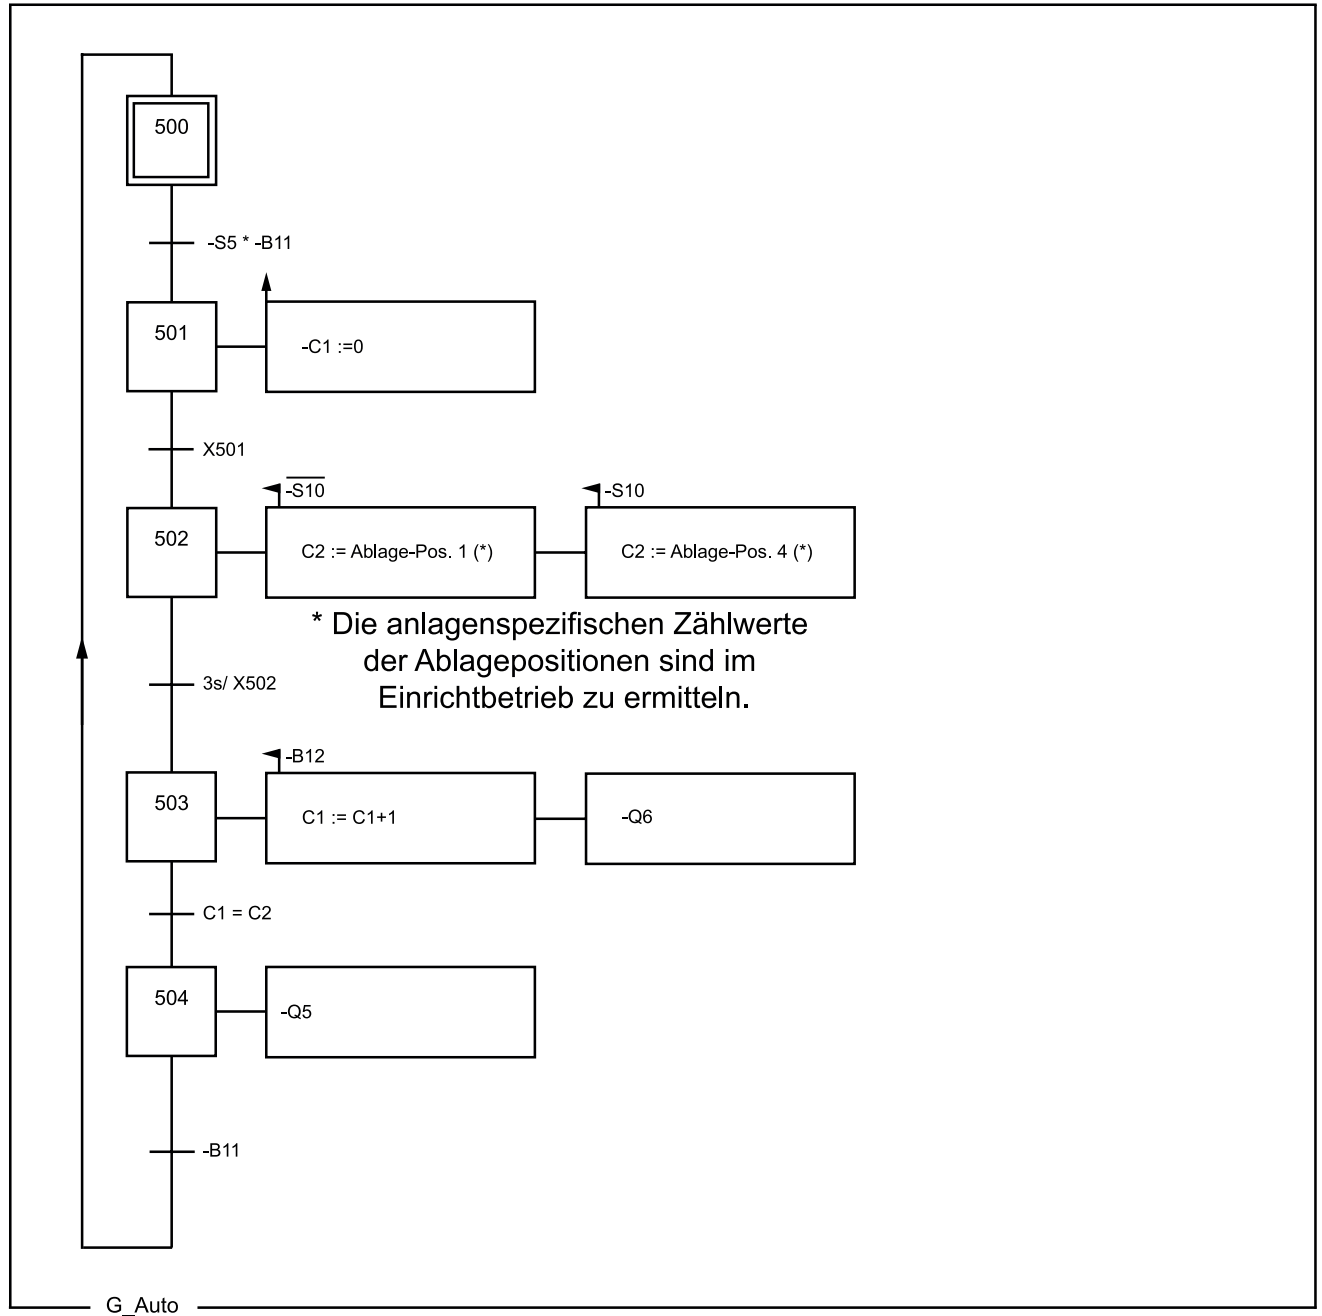 500
-S5 * -B11
501
-C1 :=0
X501
-S10
-S10
502
C2 := Ablage-Pos. 1 (*)
C2 := Ablage-Pos. 4 (*)
* Die anlagenspezifischen Zählwerte
der Ablagepositionen sind im
Einrichtbetrieb zu ermitteln.
3s/ X502
-B12
503
C1 := C1+1
-Q6
C1 = C2
504
-Q5
-B11
G_Auto